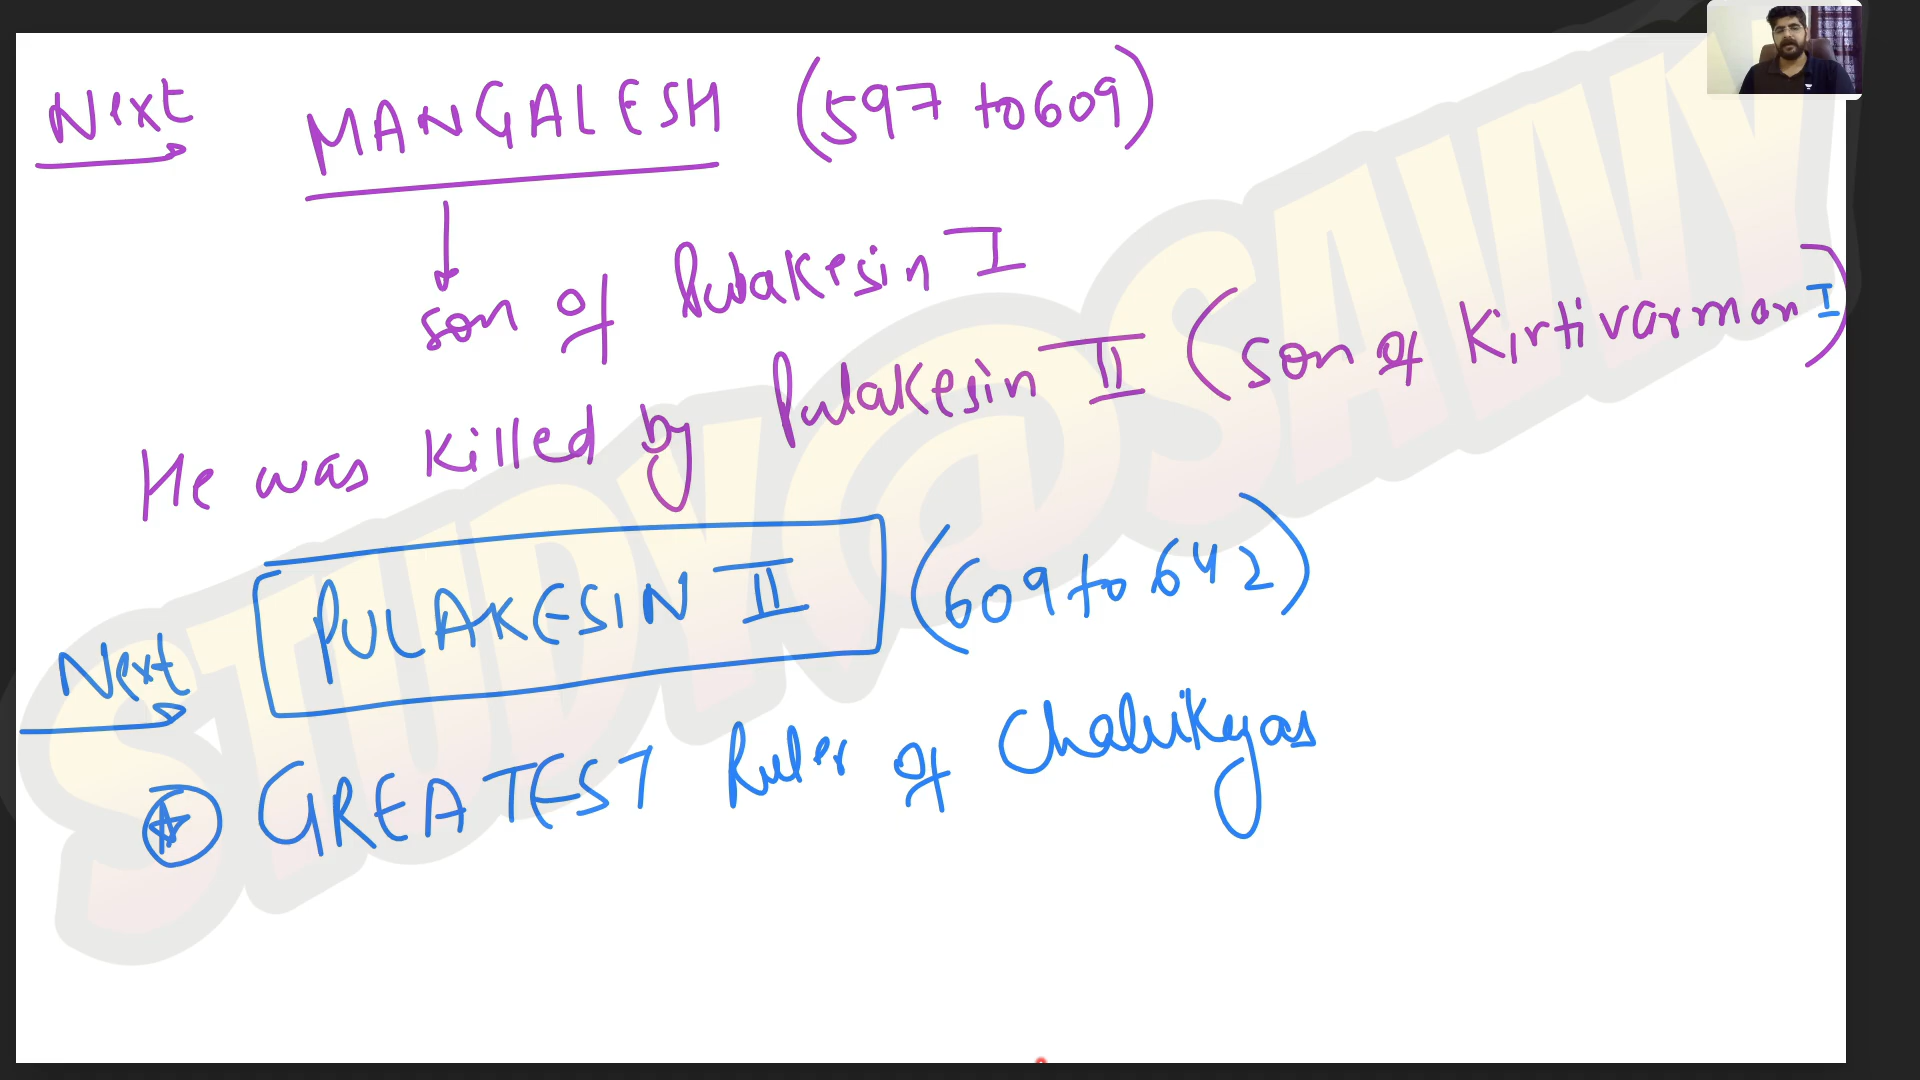 Next MANGALESH (597 to 609)
son of Pulakesin I
He was killed by Pulakesin II (son of Kirtivarman I)
Next PULAKESIN II (609 to 642)
GREATEST Ruler of Chalukyas
STUDY@SAVVY